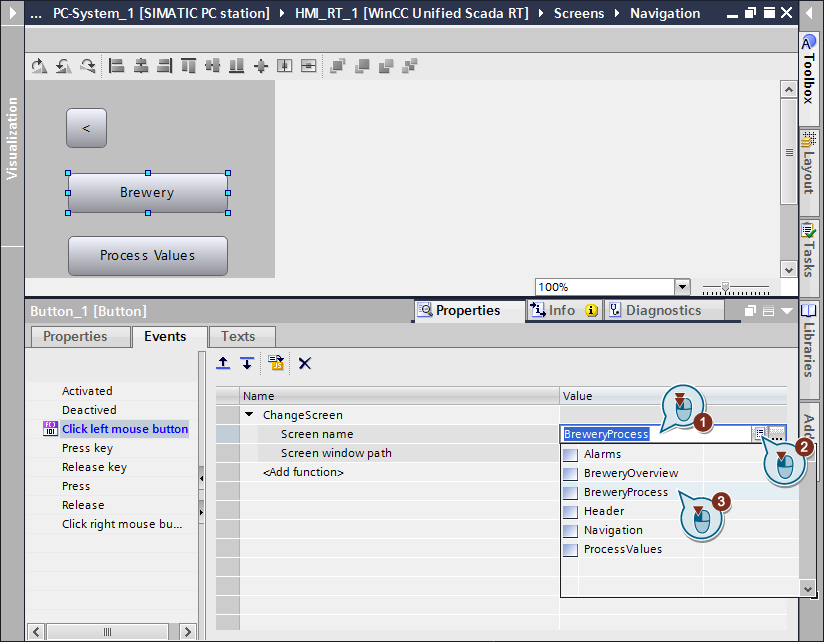 ... PC-System_1 [SIMATIC PC station] HMI_RT_1 [WinCC Unified Scada RT] Screens Navigation
Visualization
<
Brewery
Process Values
100%
Toolbox
Layout
Tasks
Libraries
Button_1 [Button]
Properties Info Diagnostics
Properties Events Texts
Activated
Deactived
Click left mouse button
Press key
Release key
Press
Release
Click right mouse bu...
Name Value
ChangeScreen
Screen name BreweryProcess
Screen window path
<Add function>
Alarms
BreweryOverview
BreweryProcess
Header
Navigation
ProcessValues
1
2
3